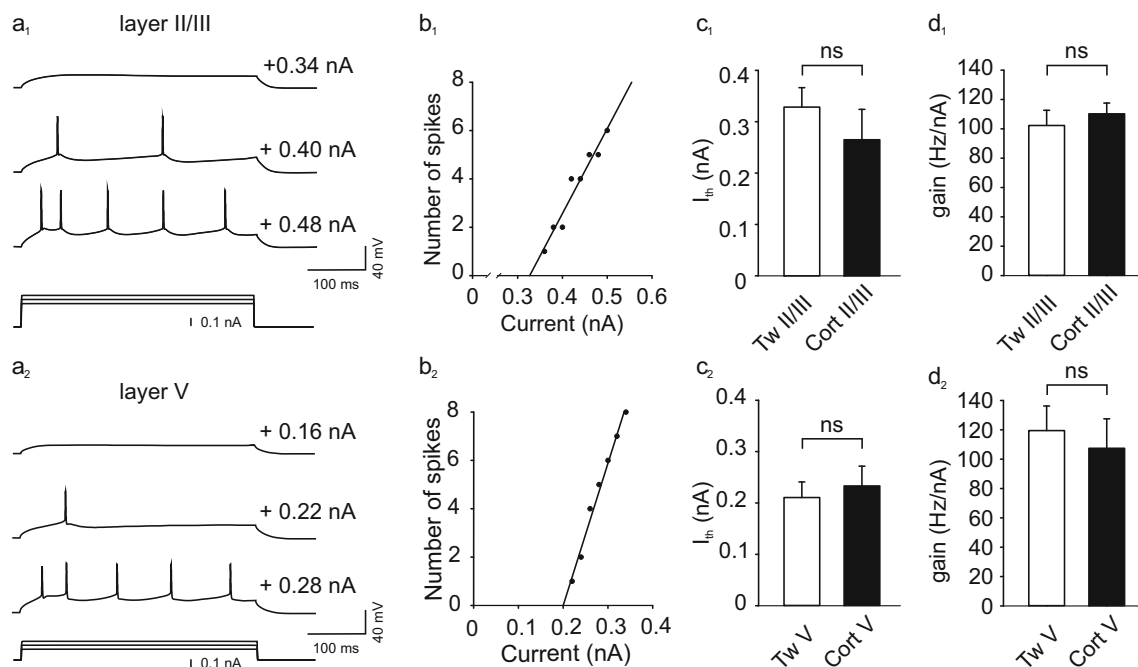 a1
layer II/III
+0.34 nA
+ 0.40 nA
+ 0.48 nA
40 mV
100 ms
0.1 nA
b1
Number of spikes
8
6
4
2
0
0 0.3 0.4 0.5 0.6
Current (nA)
c1
ns
Ith (nA)
0.4
0.3
0.2
0.1
0
Tw II/III
Cort II/III
d1
ns
gain (Hz/nA)
140
120
100
80
60
40
20
0
Tw II/III
Cort II/III
a2
layer V
+ 0.16 nA
+ 0.22 nA
+ 0.28 nA
40 mV
100 ms
0.1 nA
b2
Number of spikes
8
6
4
2
0
0 0.1 0.2 0.3 0.4
Current (nA)
c2
ns
Ith (nA)
0.4
0.3
0.2
0.1
0
Tw V
Cort V
d2
ns
gain (Hz/nA)
140
120
100
80
60
40
20
0
Tw V
Cort V